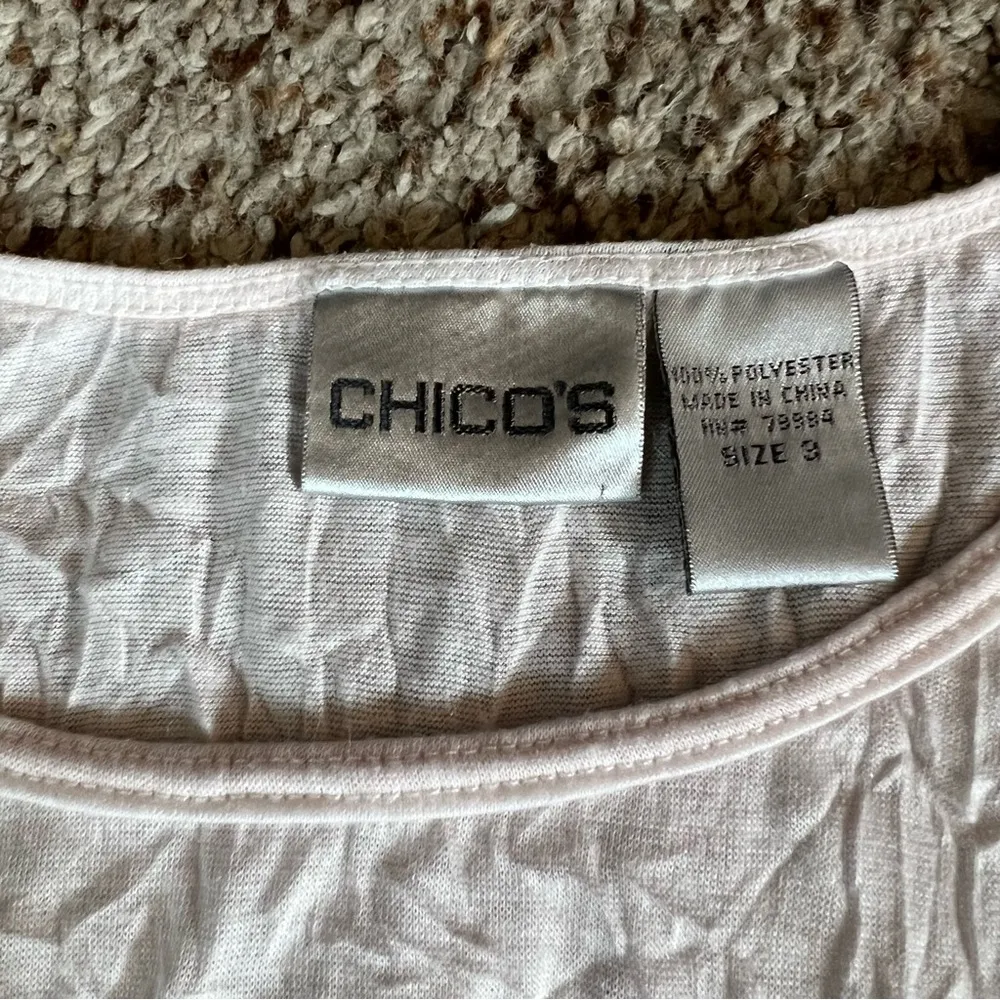 CHICO'S
100% POLYESTER
MADE IN CHINA
RN# 79984
SIZE 3